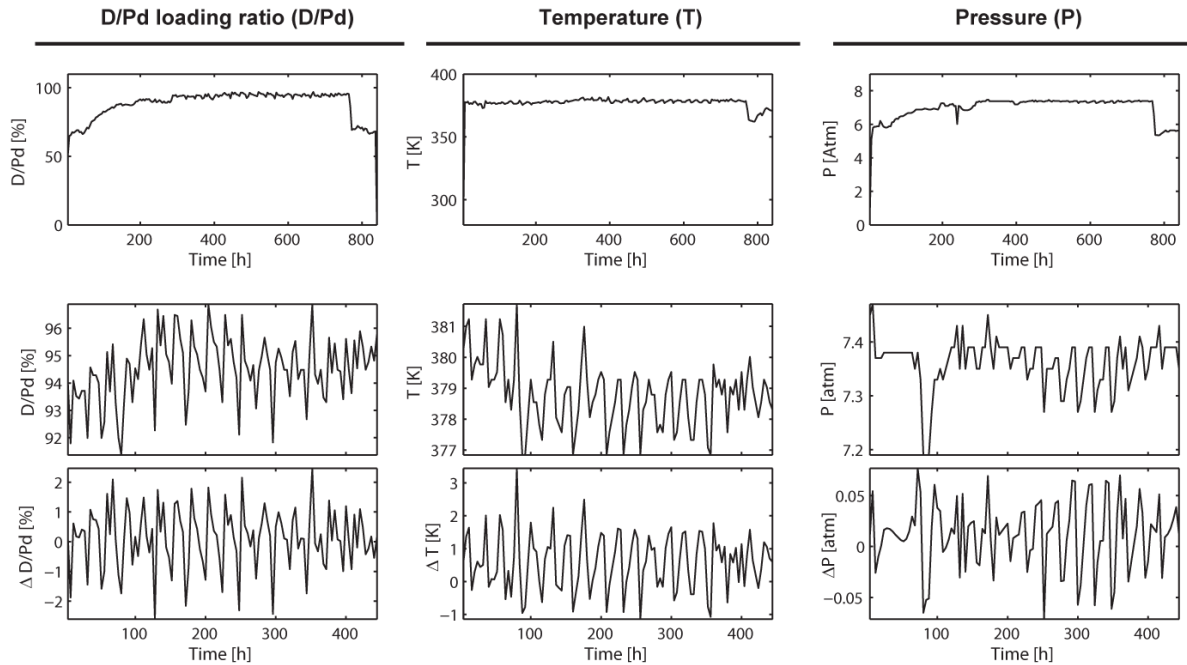 D/Pd loading ratio (D/Pd)
Temperature (T)
Pressure (P)
D/Pd [%]
100
50
0
200 400 600 800
Time [h]
T [K]
400
350
300
200 400 600 800
Time [h]
P [Atm]
8
6
4
2
0
200 400 600 800
Time [h]
D/Pd [%]
96
95
94
93
92
T [K]
381
380
379
378
377
P [atm]
7.4
7.3
7.2
Δ D/Pd [%]
2
1
0
−1
−2
100 200 300 400
Time [h]
Δ T [K]
3
2
1
0
−1
100 200 300 400
Time [h]
ΔP [atm]
0.05
0
−0.05
100 200 300 400
Time [h]